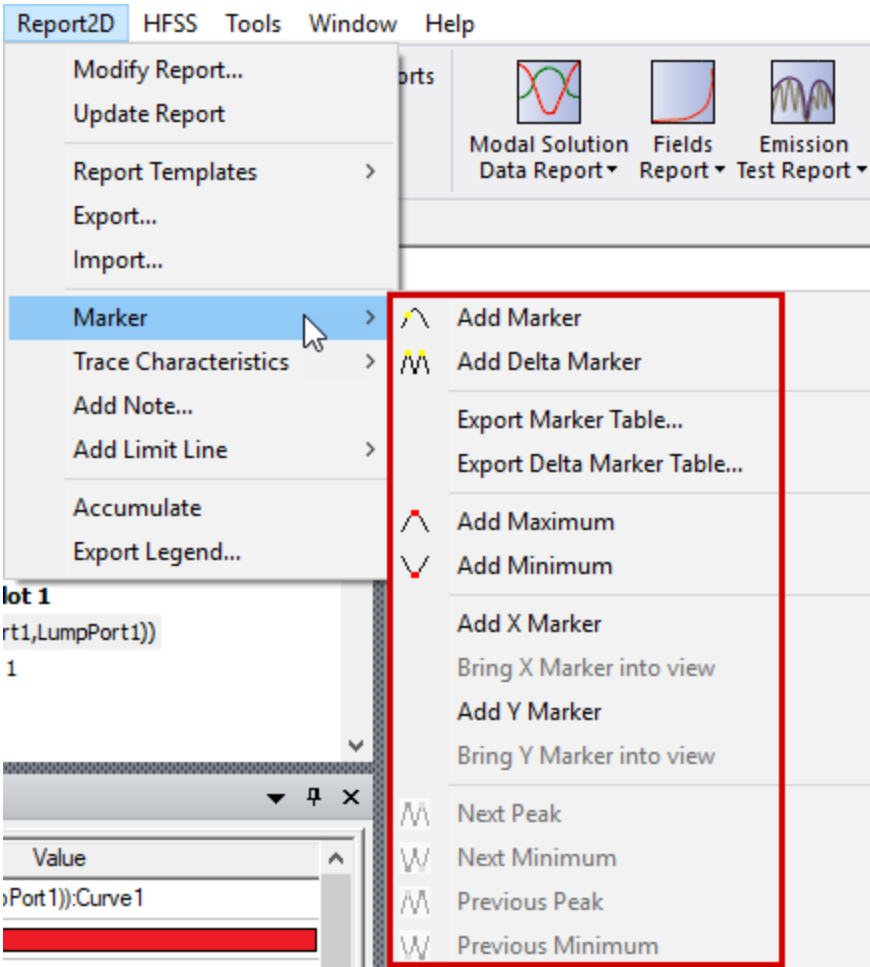 Report2D HFSS Tools Window Help
Modify Report...
Update Report
Report Templates
Export...
Import...
Marker
Trace Characteristics
Add Note...
Add Limit Line
Accumulate
Export Legend...
Modal Solution
Data Report
Fields
Report
Emission
Test Report
Add Marker
Add Delta Marker
Export Marker Table...
Export Delta Marker Table...
Add Maximum
Add Minimum
Add X Marker
Bring X Marker into view
Add Y Marker
Bring Y Marker into view
Next Peak
Next Minimum
Previous Peak
Previous Minimum
lot 1
rt1,LumpPort1))
1
Value
Port1)):Curve1